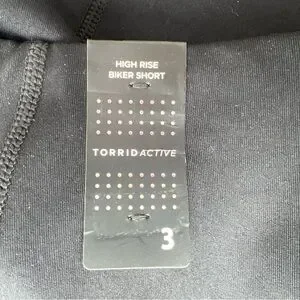 HIGH RISE
BIKER SHORT
TORRIDACTIVE
3